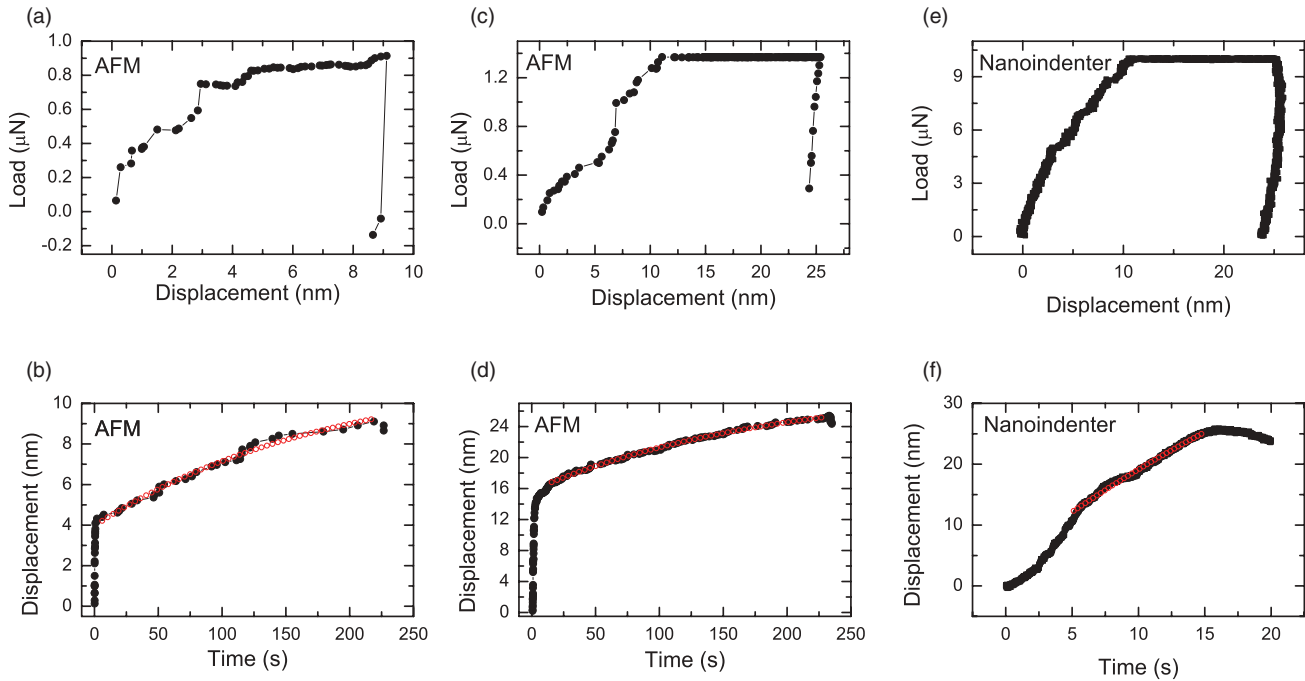 (a)
AFM
1.0
0.8
0.6
0.4
0.2
0.0
-0.2
Load (μN)
0 2 4 6 8 10
Displacement (nm)
(c)
AFM
1.2
0.6
0.0
Load (μN)
0 5 10 15 20 25
Displacement (nm)
(e)
Nanoindenter
9
6
3
0
Load (μN)
0 10 20
Displacement (nm)
(b)
AFM
10
8
6
4
2
0
Displacement (nm)
0 50 100 150 200 250
Time (s)
(d)
AFM
24
20
16
12
8
4
0
Displacement (nm)
0 50 100 150 200 250
Time (s)
(f)
Nanoindenter
30
20
10
0
Displacement (nm)
0 5 10 15 20
Time (s)